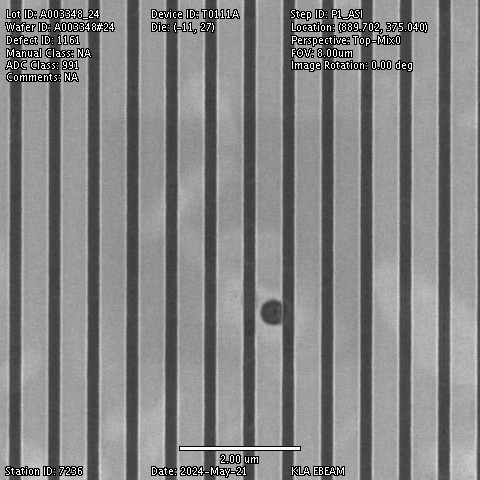 Lot ID: A003348_24
Wafer ID: A003348#24
Defect ID: 1161
Manual Class: NA
ADC Class: 991
Comments: NA
Device ID: T0111A
Die: (-11, 27)
Step ID: P1_ASI
Location: (889.702, 375.040)
Perspective: Top-Mix0
FOV: 8.00um
Image Rotation: 0.00 deg
2.00 um
Station ID: 7236
Date: 2024-May-21
KLA EBEAM